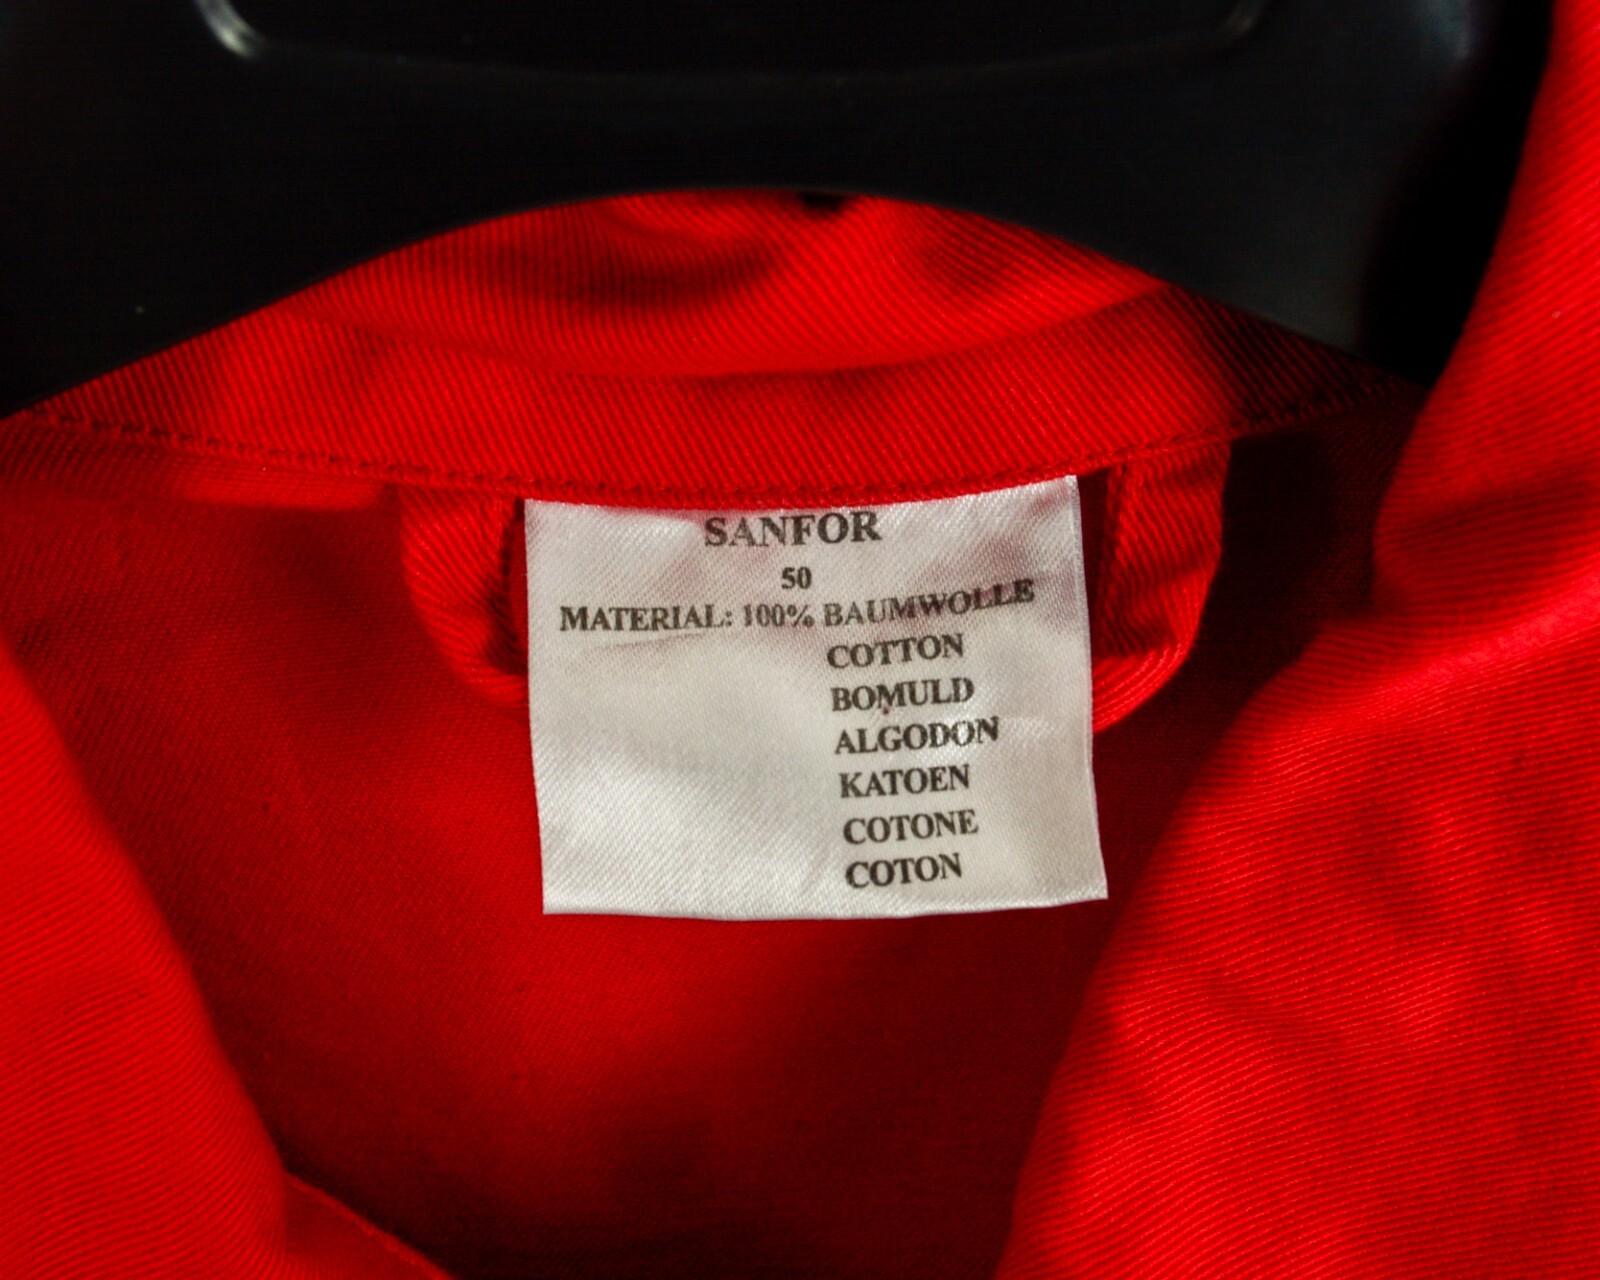 SANFOR
50
MATERIAL: 100% BAUMWOLLE
COTTON
BOMULD
ALGODON
KATOEN
COTONE
COTON